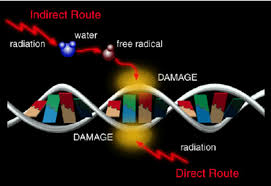 Indirect Route
water
radiation
free radical
DAMAGE
DAMAGE
radiation
Direct Route